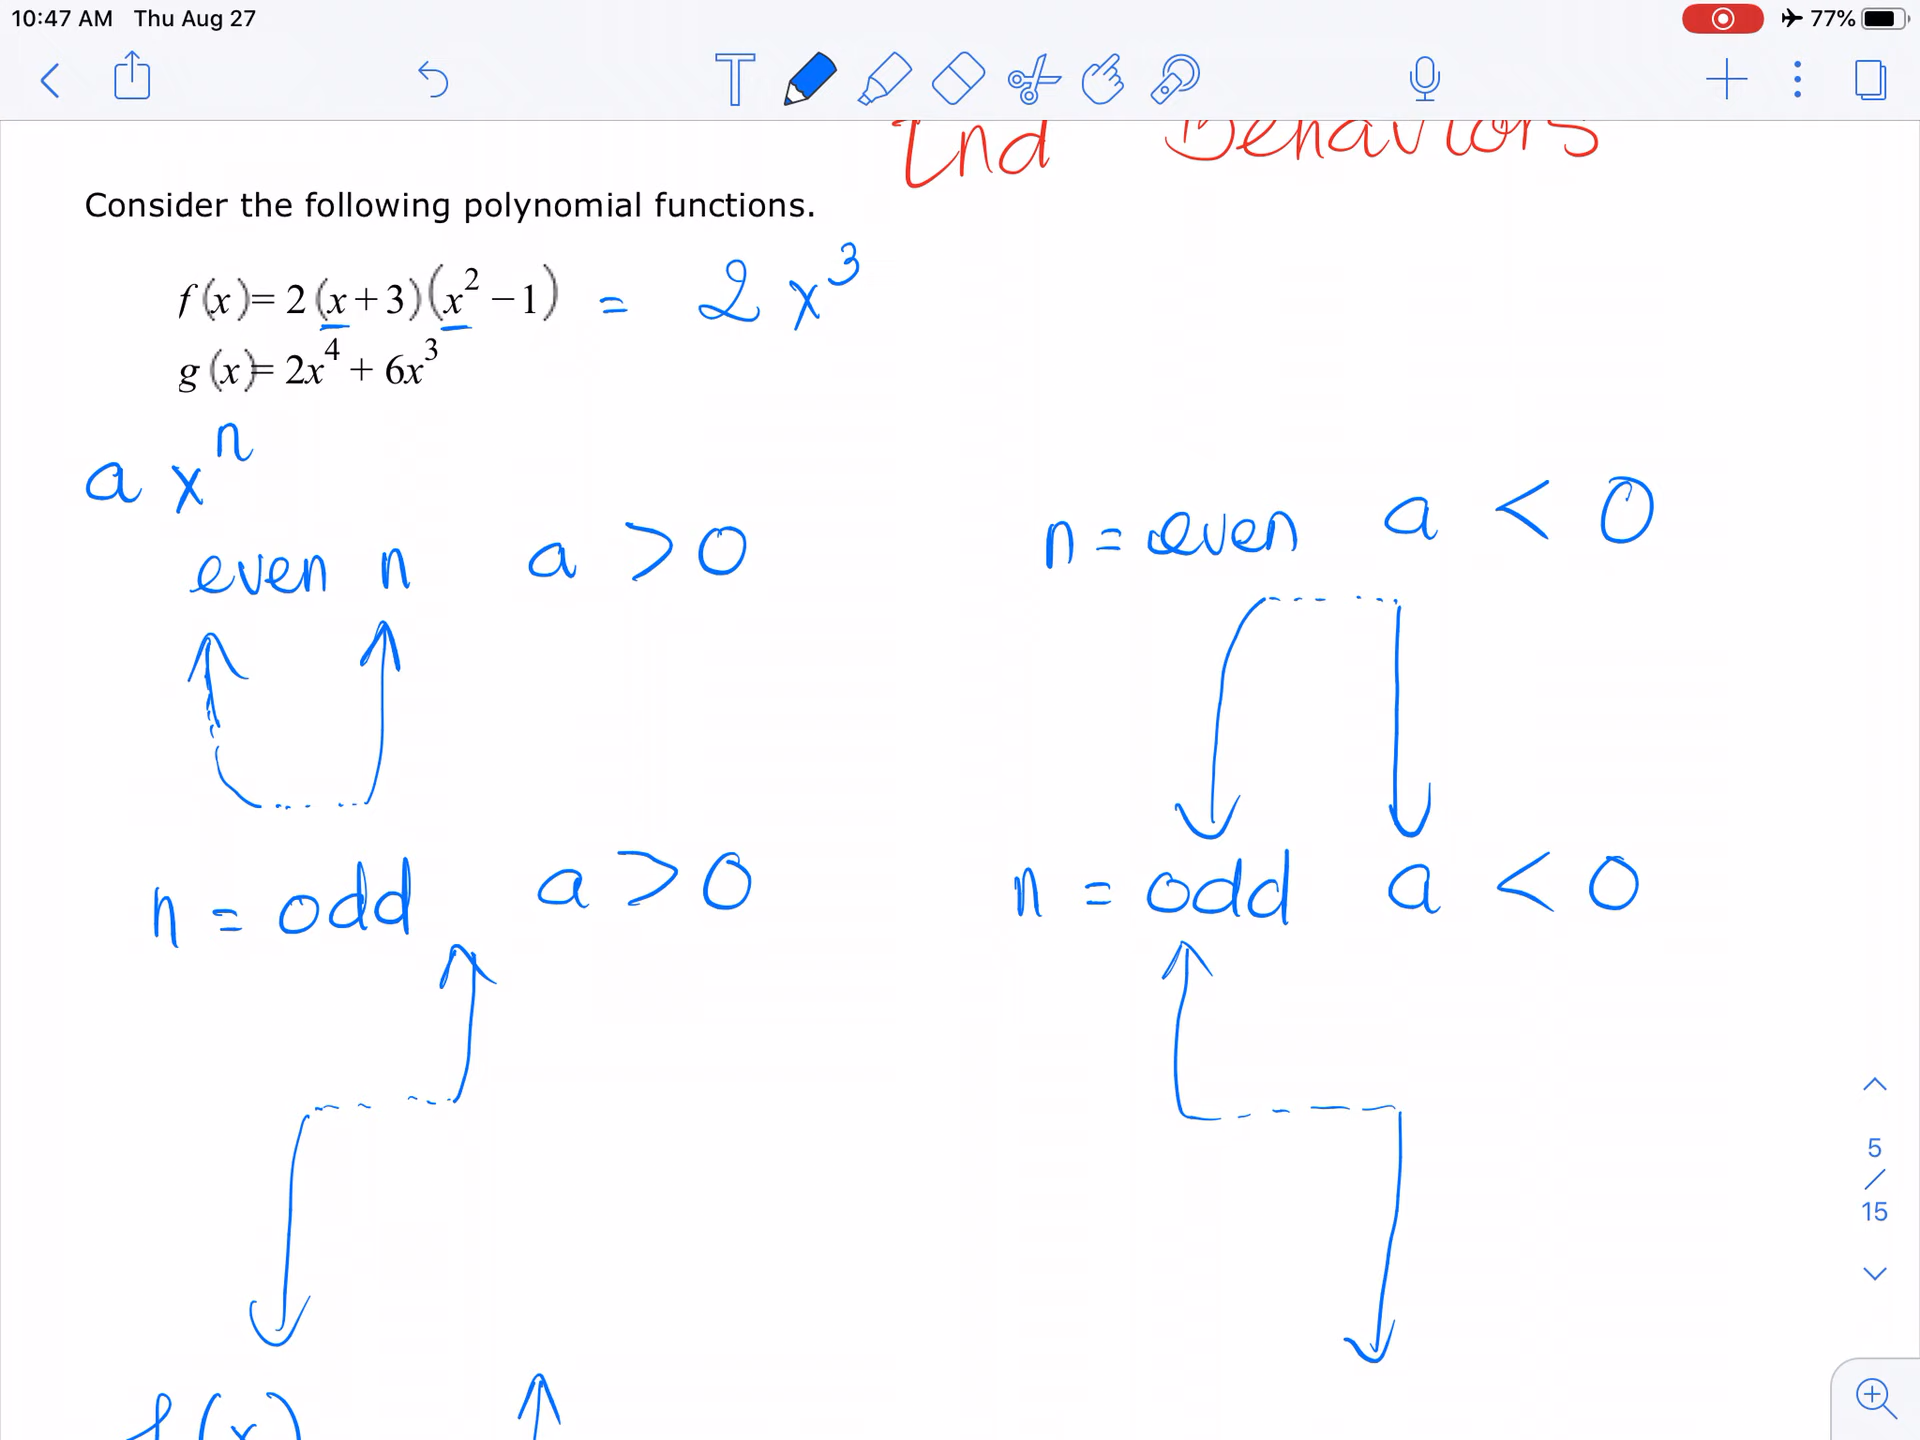 10:47 AM Thu Aug 27
77%
T
End Behaviors
Consider the following polynomial functions.
f(x)= 2(x+3)(x² −1) = 2x³
g(x)= 2x⁴ + 6x³
a xⁿ
even n a > 0
n = even a < 0
n = odd a > 0
n = odd a < 0
5
/
15
f(x)